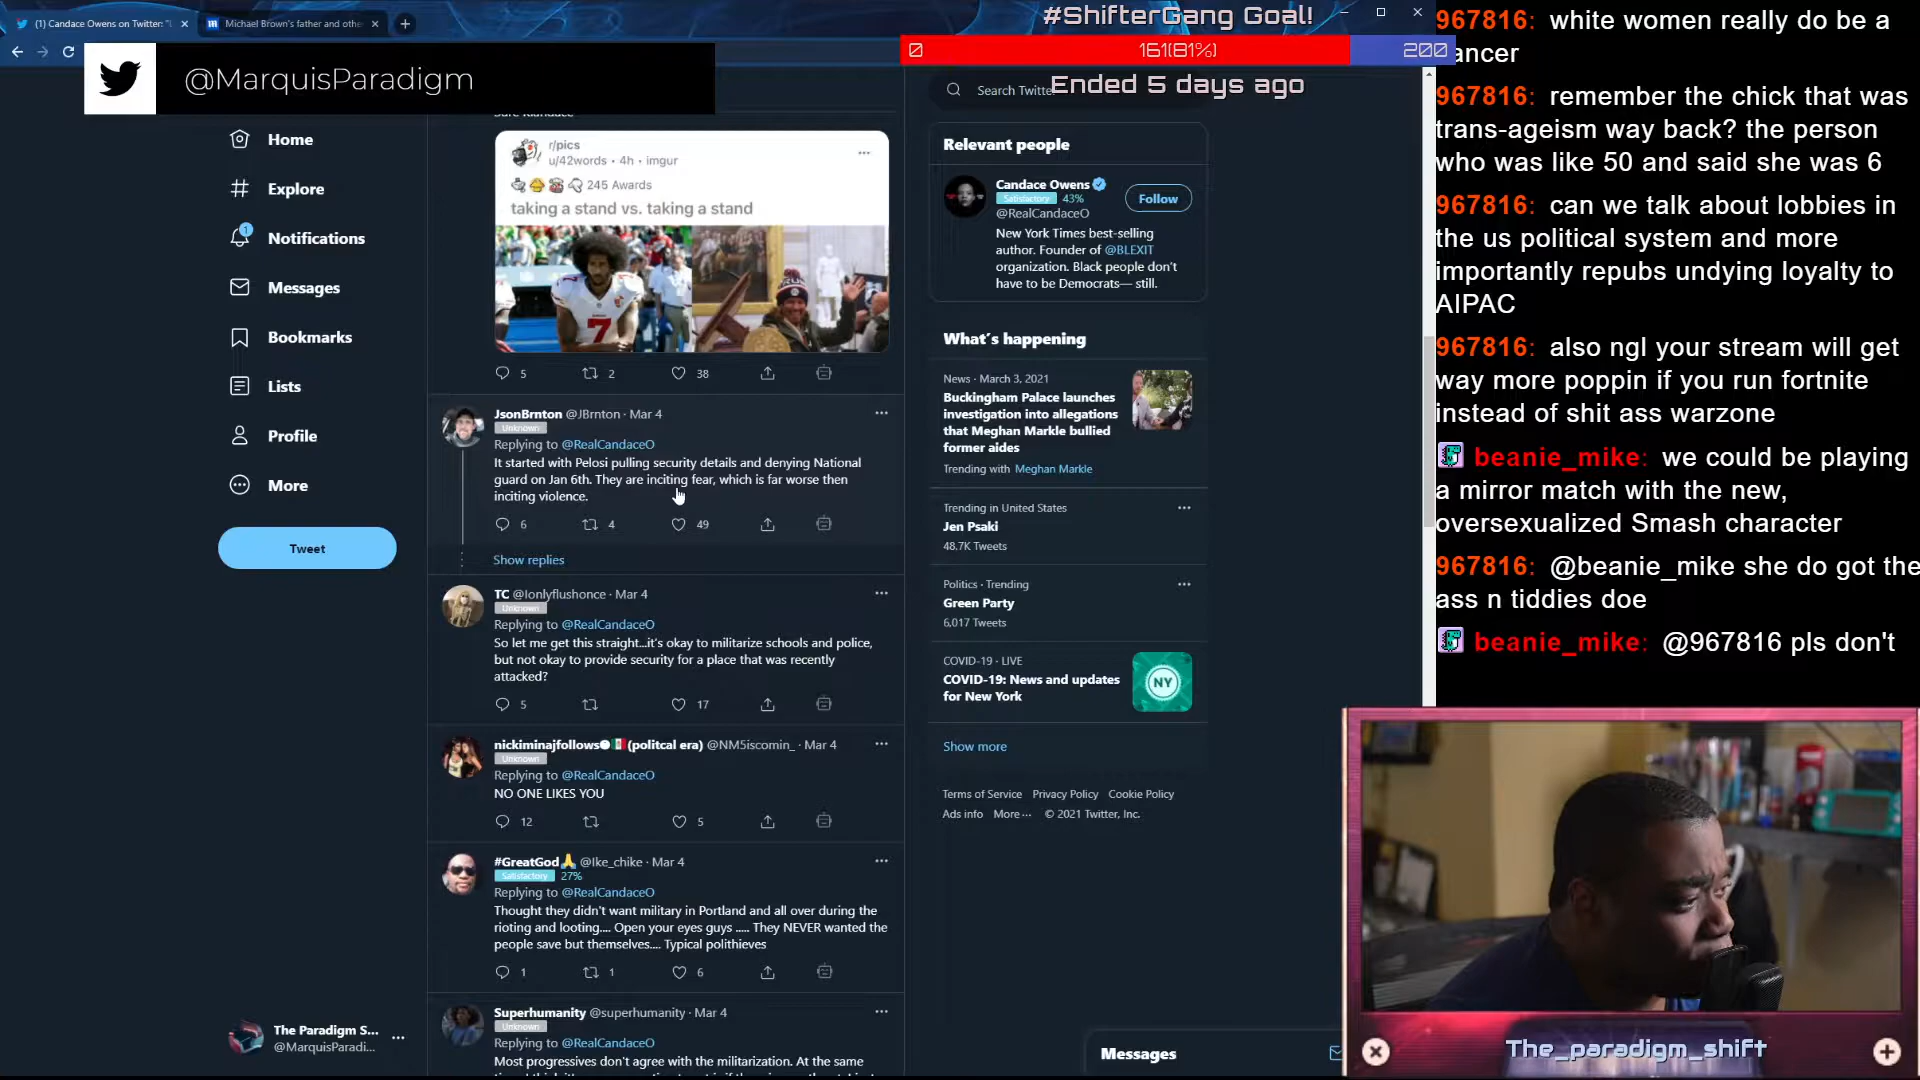 (1) Candace Owens on Twitter: "
Michael Brown's father and othe
#ShifterGang Goal!
0
161(81%)
200
Ended 5 days ago
@MarquisParadigm
Home
Explore
1
Notifications
Messages
Bookmarks
Lists
Profile
More
Tweet
The Paradigm S...
@MarquisParadi...
r/pics
u/42words • 4h • imgur
245 Awards
taking a stand vs. taking a stand
7
5
2
38
JsonBrnton @JBrnton · Mar 4
Unknown
Replying to @RealCandaceO
It started with Pelosi pulling security details and denying National
guard on Jan 6th. They are inciting fear, which is far worse then
inciting violence.
6
4
49
Show replies
TC @Ionlyflushonce · Mar 4
Unknown
Replying to @RealCandaceO
So let me get this straight...it's okay to militarize schools and police,
but not okay to provide security for a place that was recently
attacked?
5
17
nickiminajfollows (politcal era) @NM5iscomin_ · Mar 4
Unknown
Replying to @RealCandaceO
NO ONE LIKES YOU
12
5
#GreatGod @Ike_chike · Mar 4
Satisfactory 27%
Replying to @RealCandaceO
Thought they didn't want military in Portland and all over during the
rioting and looting.... Open your eyes guys ..... They NEVER wanted the
people save but themselves.... Typical polithieves
1
1
6
Superhumanity @superhumanity · Mar 4
Unknown
Replying to @RealCandaceO
Most progressives don't agree with the militarization. At the same
Search Twitte
Relevant people
Candace Owens
Satisfactory 43%
@RealCandaceO
Follow
New York Times best-selling
author. Founder of @BLEXIT
organization. Black people don't
have to be Democrats— still.
What's happening
News · March 3, 2021
Buckingham Palace launches
investigation into allegations
that Meghan Markle bullied
former aides
Trending with Meghan Markle
Trending in United States
Jen Psaki
48.7K Tweets
Politics · Trending
Green Party
6,017 Tweets
COVID-19 · LIVE
COVID-19: News and updates
for New York
NY
Show more
Terms of Service Privacy Policy Cookie Policy
Ads info More ··· © 2021 Twitter, Inc.
Messages
967816: white women really do be a
cancer
967816: remember the chick that was
trans-ageism way back? the person
who was like 50 and said she was 6
967816: can we talk about lobbies in
the us political system and more
importantly repubs undying loyalty to
AIPAC
967816: also ngl your stream will get
way more poppin if you run fortnite
instead of shit ass warzone
beanie_mike: we could be playing
a mirror match with the new,
oversexualized Smash character
967816: @beanie_mike she do got the
ass n tiddies doe
beanie_mike: @967816 pls don't
The_paradigm_shift